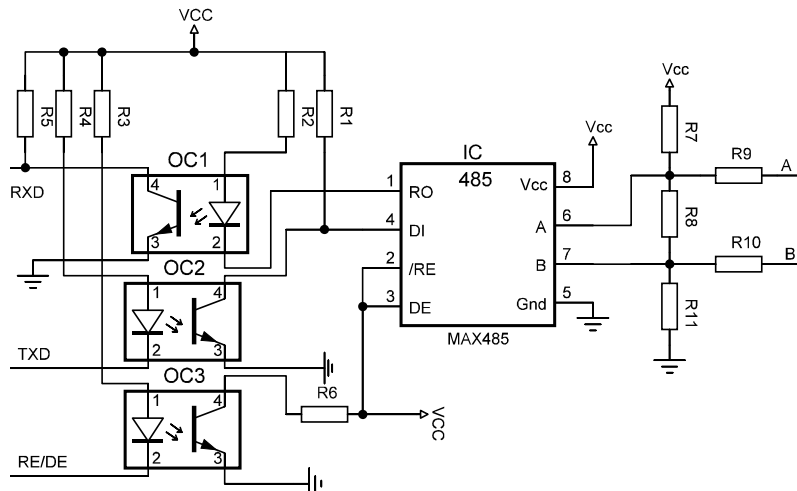 VCC
R5
R4
R3
R2
R1
OC1
RXD
4
1
3
2
OC2
1
4
2
3
TXD
OC3
1
4
2
3
RE/DE
R6
VCC
IC
485
1
RO
4
DI
2
/RE
3
DE
Vcc
8
A
6
B
7
Gnd
5
MAX485
Vcc
Vcc
R7
R8
R9
A
R10
B
R11